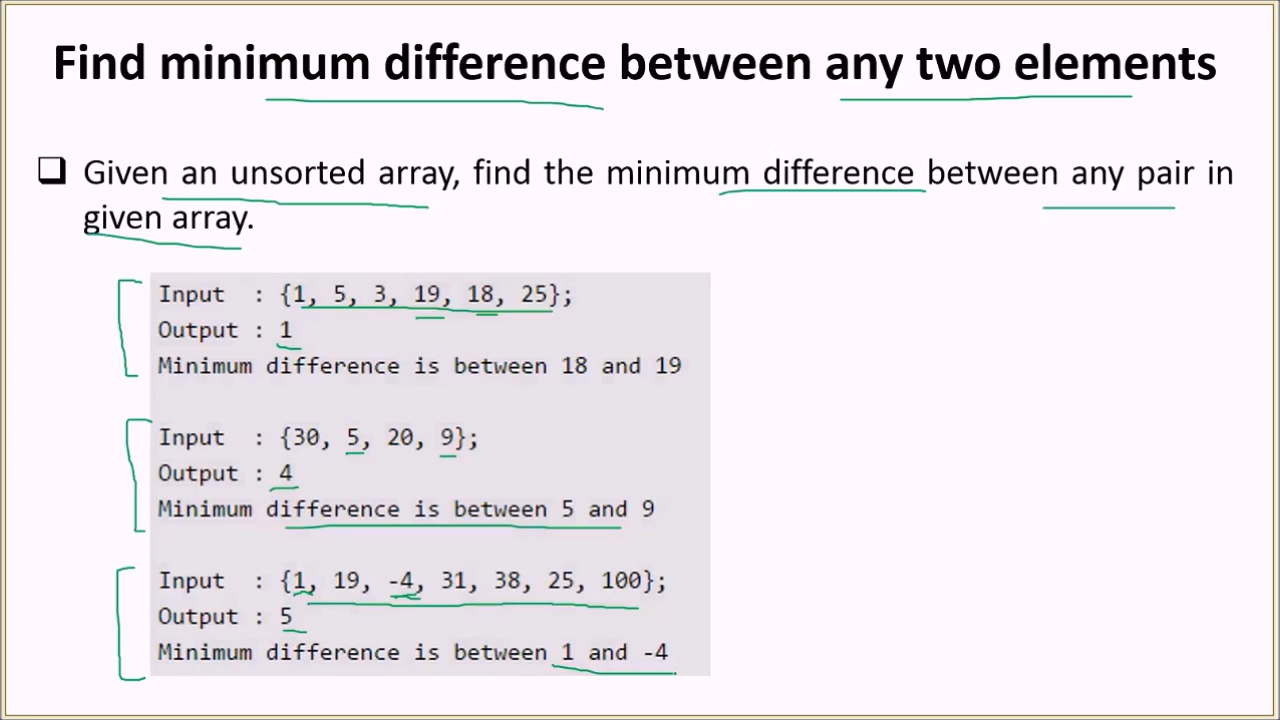 Find minimum difference between any two elements
Given an unsorted array, find the minimum difference between any pair in
given array.
Input : {1, 5, 3, 19, 18, 25};
Output : 1
Minimum difference is between 18 and 19
Input : {30, 5, 20, 9};
Output : 4
Minimum difference is between 5 and 9
Input : {1, 19, -4, 31, 38, 25, 100};
Output : 5
Minimum difference is between 1 and -4